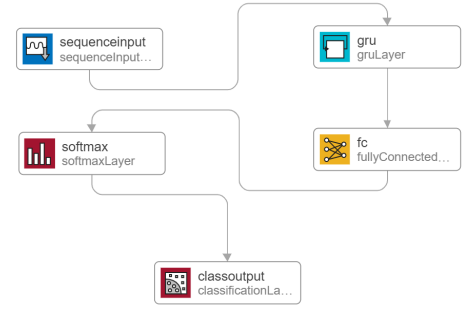 sequenceinput
sequenceInput...
gru
gruLayer
fc
fullyConnected...
softmax
softmaxLayer
classoutput
classificationLa...